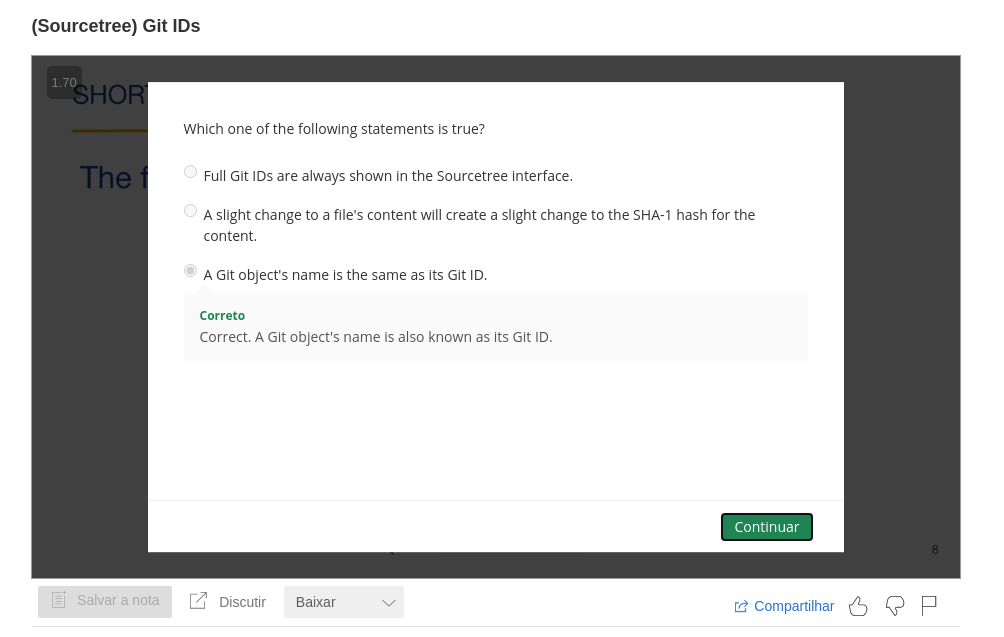 (Sourcetree) Git IDs
1.70
SHORT
The f
Which one of the following statements is true?
Full Git IDs are always shown in the Sourcetree interface.
A slight change to a file's content will create a slight change to the SHA-1 hash for the
content.
A Git object's name is the same as its Git ID.
Correto
Correct. A Git object's name is also known as its Git ID.
Continuar
8
Salvar a nota
Discutir
Baixar
Compartilhar